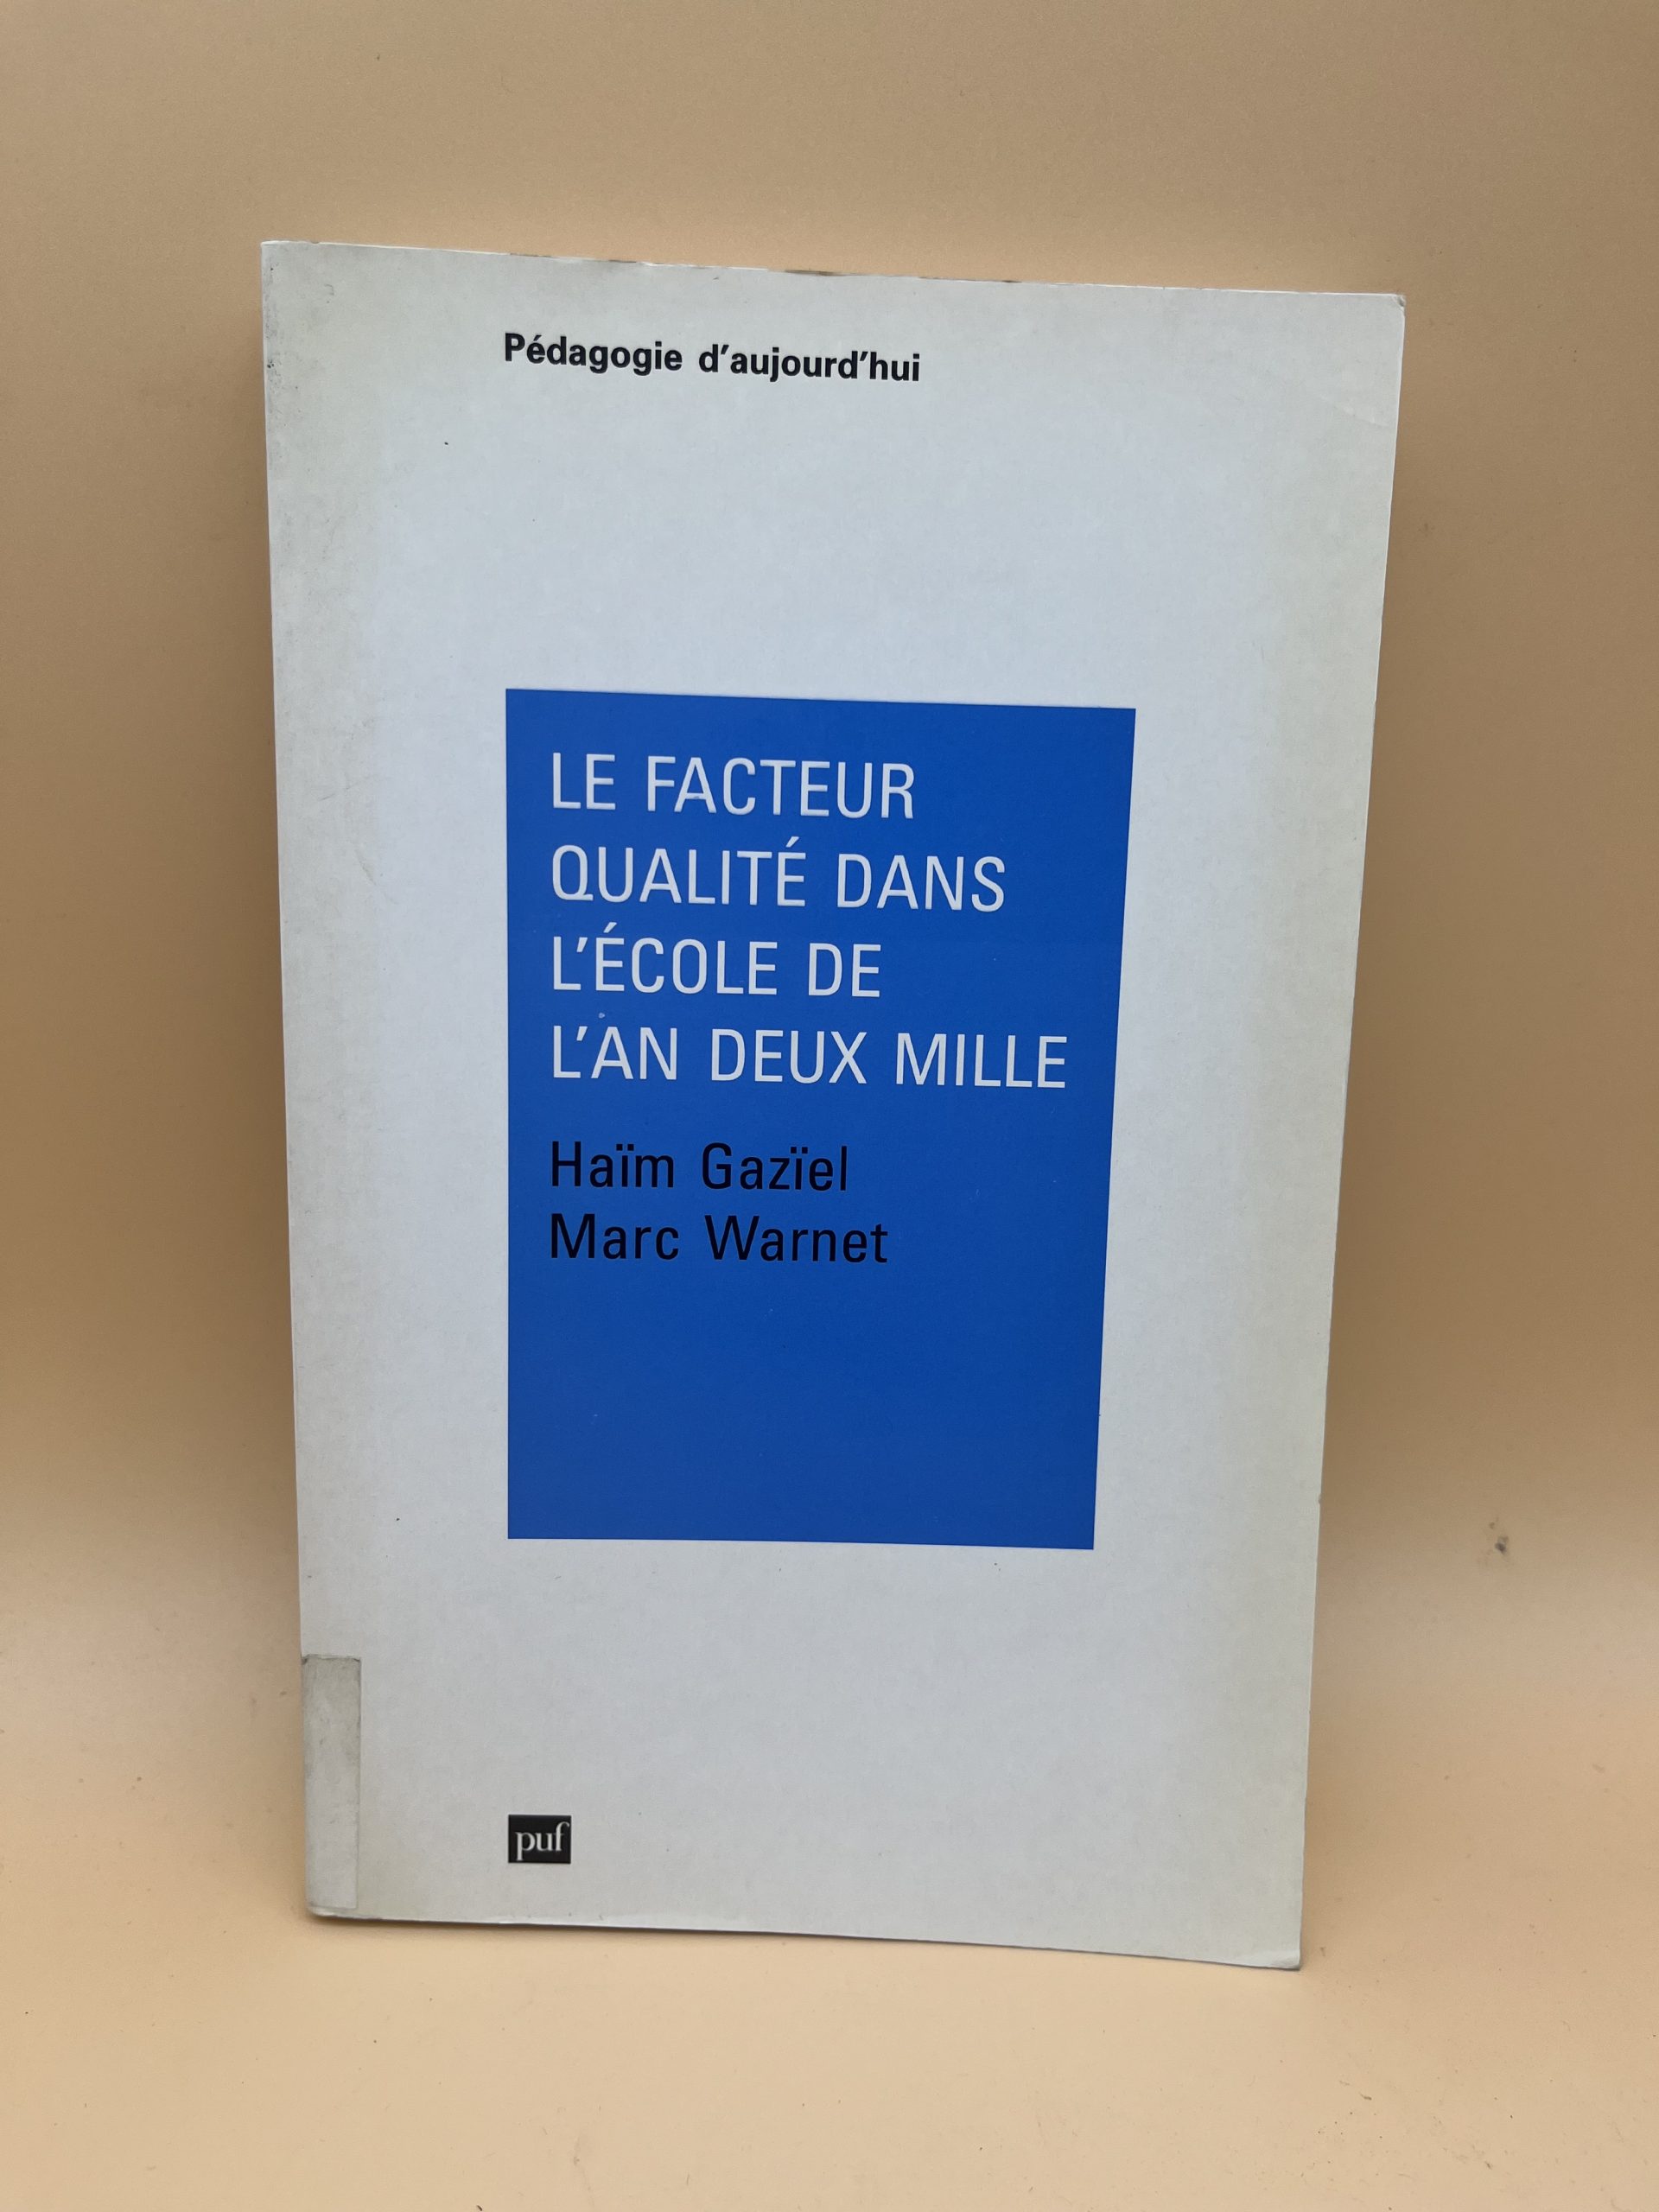 Pédagogie d'aujourd'hui
LE FACTEUR
QUALITÉ DANS
L'ÉCOLE DE
L'AN DEUX MILLE
Haïm Gazïel
Marc Warnet
puf